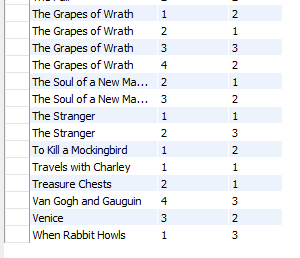 The Grapes of Wrath 1 2
The Grapes of Wrath 2 1
The Grapes of Wrath 3 3
The Grapes of Wrath 4 2
The Soul of a New Ma... 2 1
The Soul of a New Ma... 3 2
The Stranger 1 1
The Stranger 2 3
To Kill a Mockingbird 1 2
Travels with Charley 1 1
Treasure Chests 2 1
Van Gogh and Gauguin 4 3
Venice 3 2
When Rabbit Howls 1 3